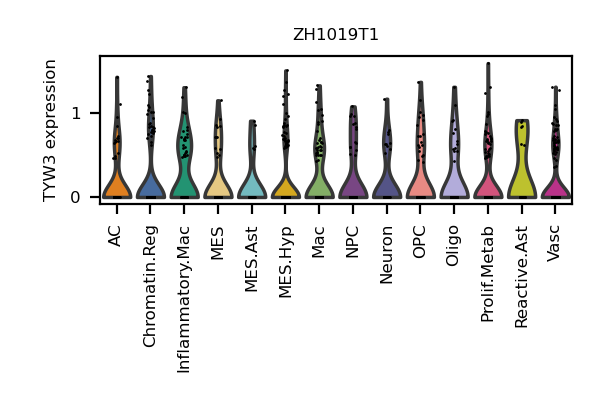 ZH1019T1
TYW3 expression
1
0
AC
Chromatin.Reg
Inflammatory.Mac
MES
MES.Ast
MES.Hyp
Mac
NPC
Neuron
OPC
Oligo
Prolif.Metab
Reactive.Ast
Vasc